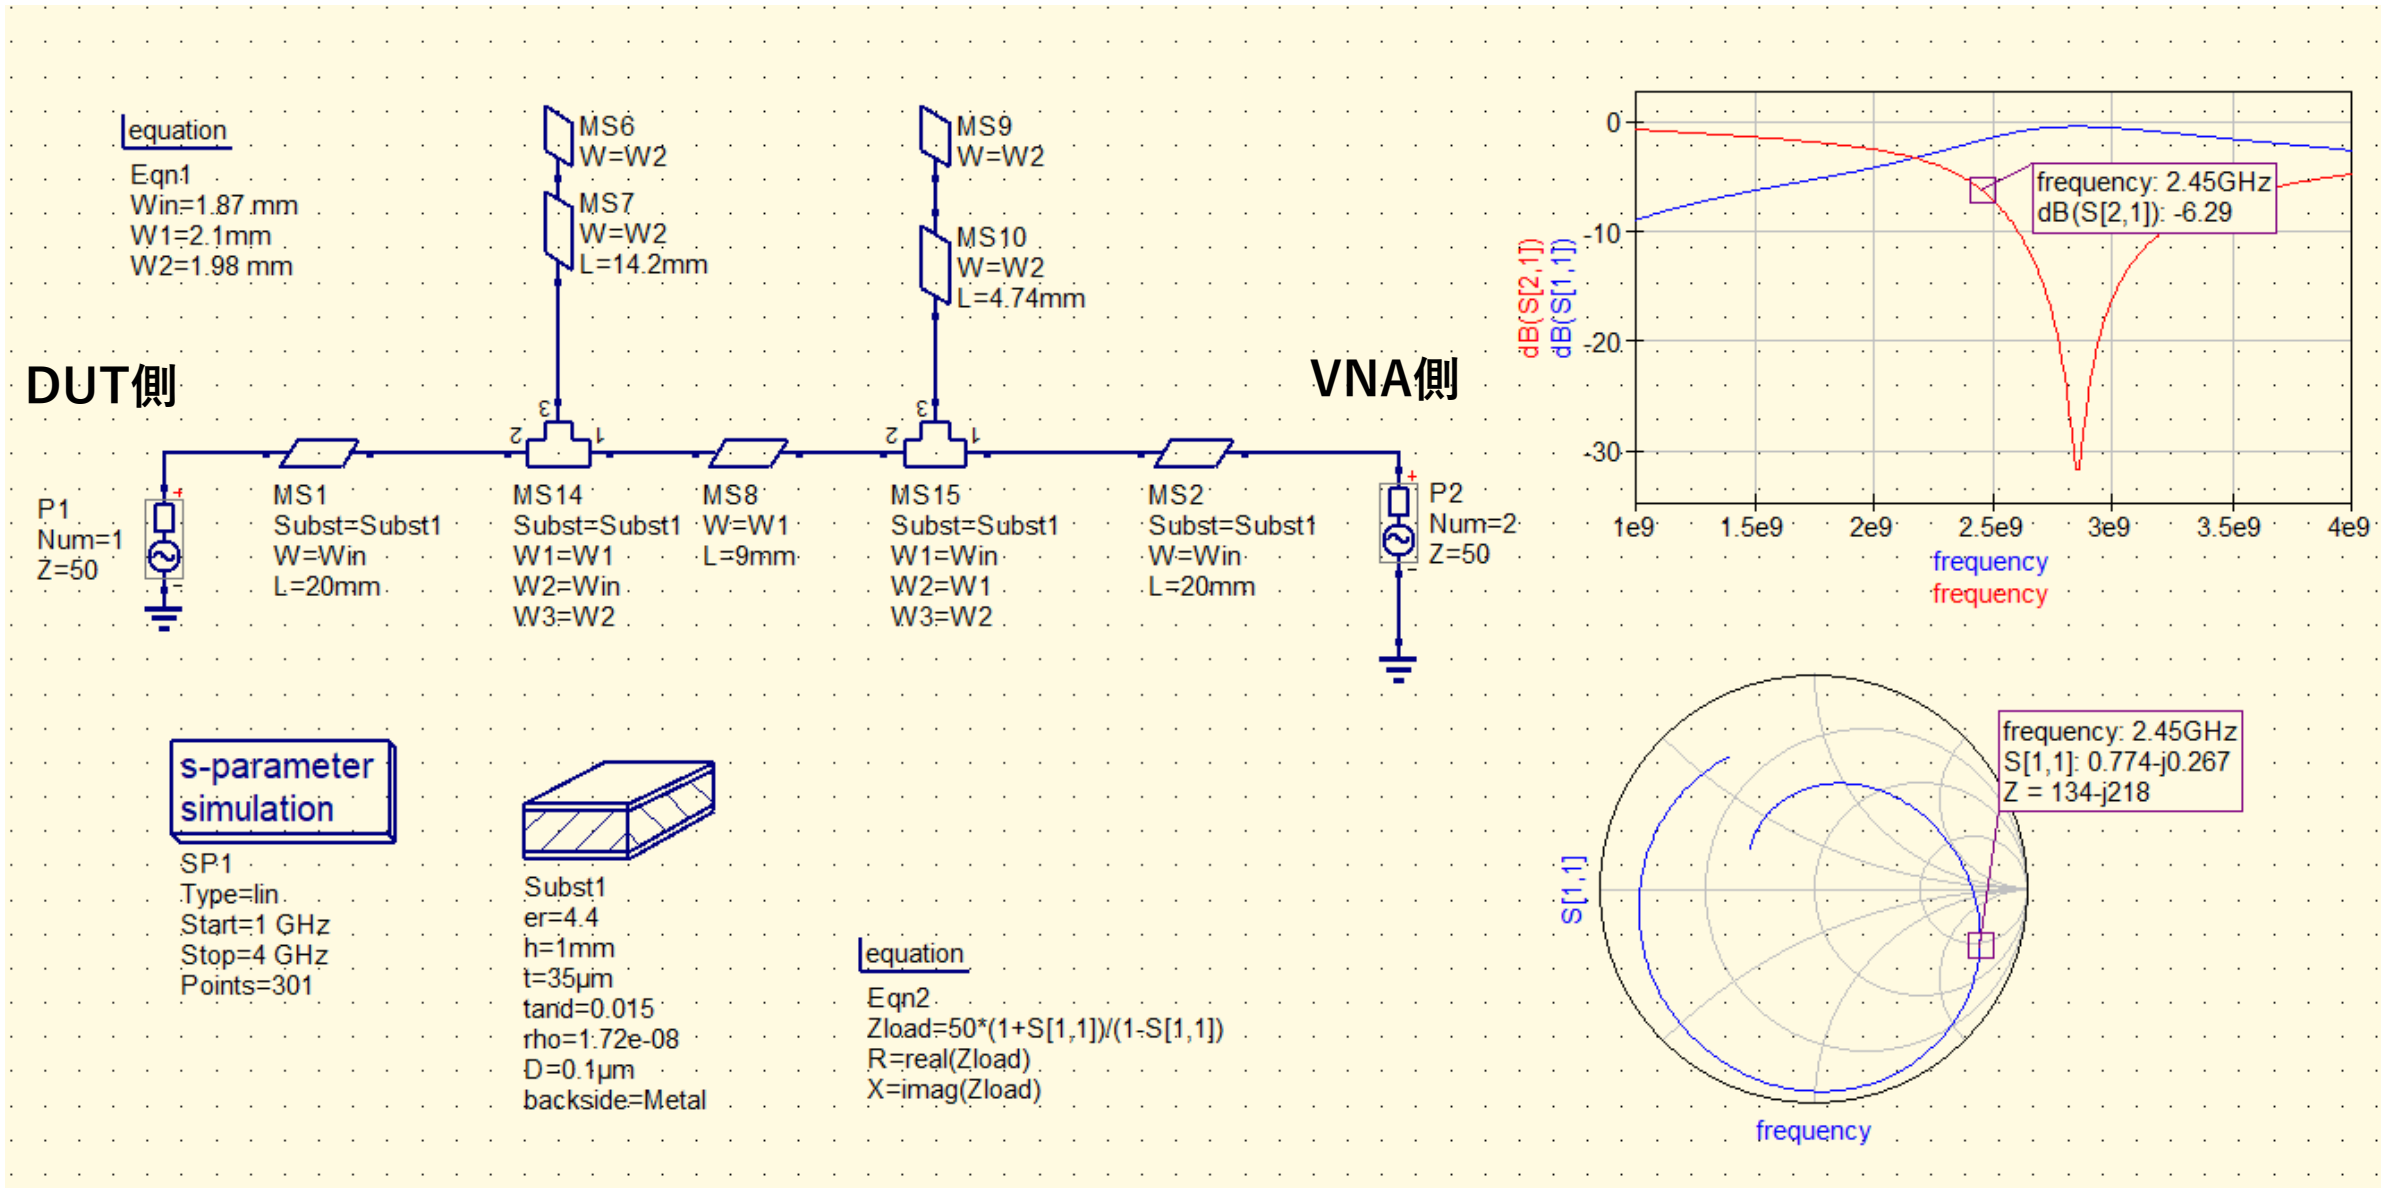 equation
Eqn1
Win=1.87 mm
W1=2.1mm
W2=1.98 mm
MS6
W=W2
MS7
W=W2
L=14.2mm
MS9
W=W2
MS10
W=W2
L=4.74mm
DUT側
VNA側
3
2
1
3
2
1
P1
Num=1
Z=50
MS1
Subst=Subst1
W=Win
L=20mm
MS14
Subst=Subst1
W1=W1
W2=Win
W3=W2
MS8
W=W1
L=9mm
MS15
Subst=Subst1
W1=Win
W2=W1
W3=W2
MS2
Subst=Subst1
W=Win
L=20mm
P2
Num=2
Z=50
s-parameter
simulation
SP1
Type=lin
Start=1 GHz
Stop=4 GHz
Points=301
Subst1
er=4.4
h=1mm
t=35µm
tand=0.015
rho=1.72e-08
D=0.1µm
backside=Metal
equation
Eqn2
Zload=50*(1+S[1,1])/(1-S[1,1])
R=real(Zload)
X=imag(Zload)
dB(S[2,1])
dB(S[1,1])
0
-10
-20
-30
frequency: 2.45GHz
dB(S[2,1]): -6.29
1e9 1.5e9 2e9 2.5e9 3e9 3.5e9 4e9
frequency
frequency
frequency: 2.45GHz
S[1,1]: 0.774-j0.267
Z = 134-j218
S[1,1]
frequency